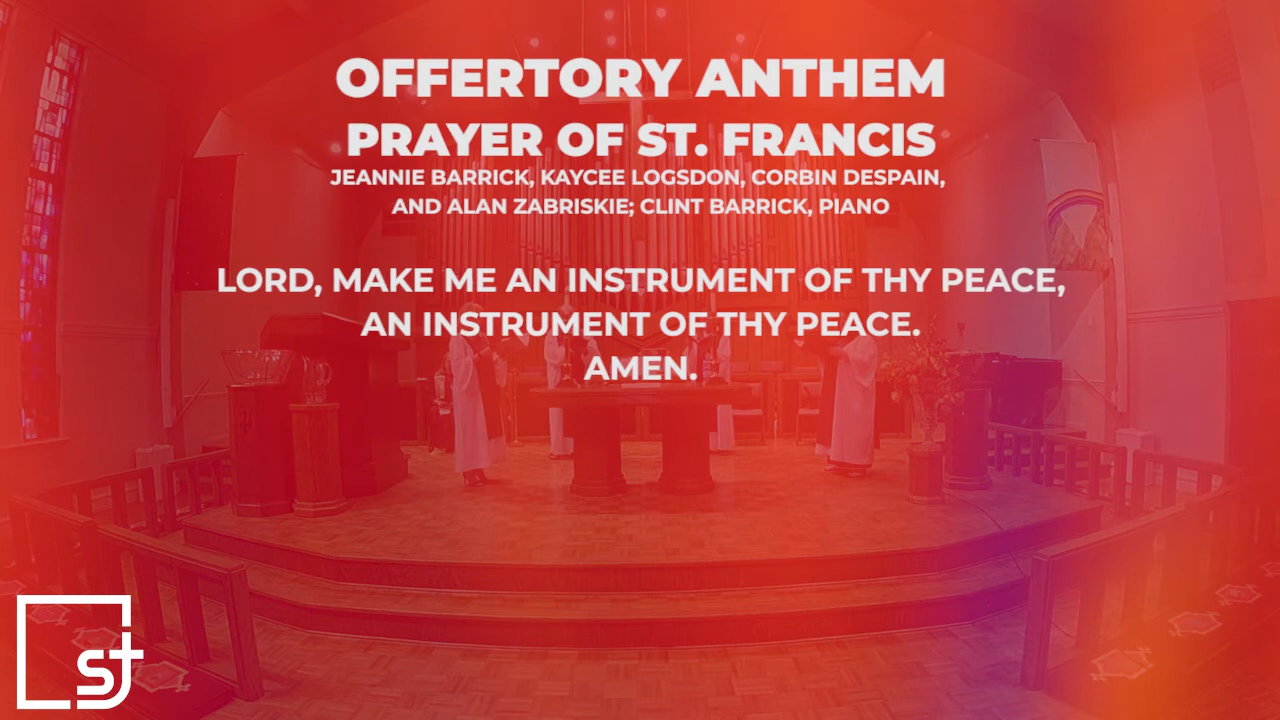 OFFERTORY ANTHEM
PRAYER OF ST. FRANCIS
JEANNIE BARRICK, KAYCEE LOGSDON, CORBIN DESPAIN,
AND ALAN ZABRISKIE; CLINT BARRICK, PIANO
LORD, MAKE ME AN INSTRUMENT OF THY PEACE,
AN INSTRUMENT OF THY PEACE.
AMEN.
st